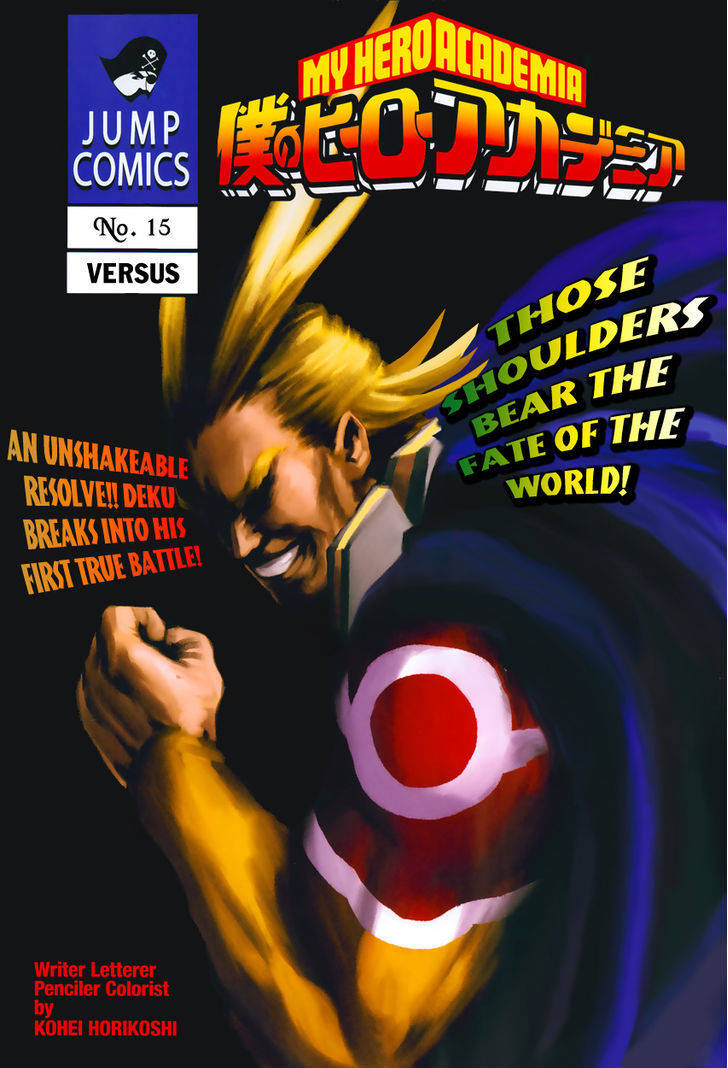 JUMP
COMICS
No. 15
VERSUS
MY HERO ACADEMIA
僕のヒーローアカデミア
THOSE
SHOULDERS
BEAR THE
FATE OF THE
WORLD!
AN UNSHAKEABLE
RESOLVE!! DEKU
BREAKS INTO HIS
FIRST TRUE BATTLE!
Writer Letterer
Penciler Colorist
by
KOHEI HORIKOSHI